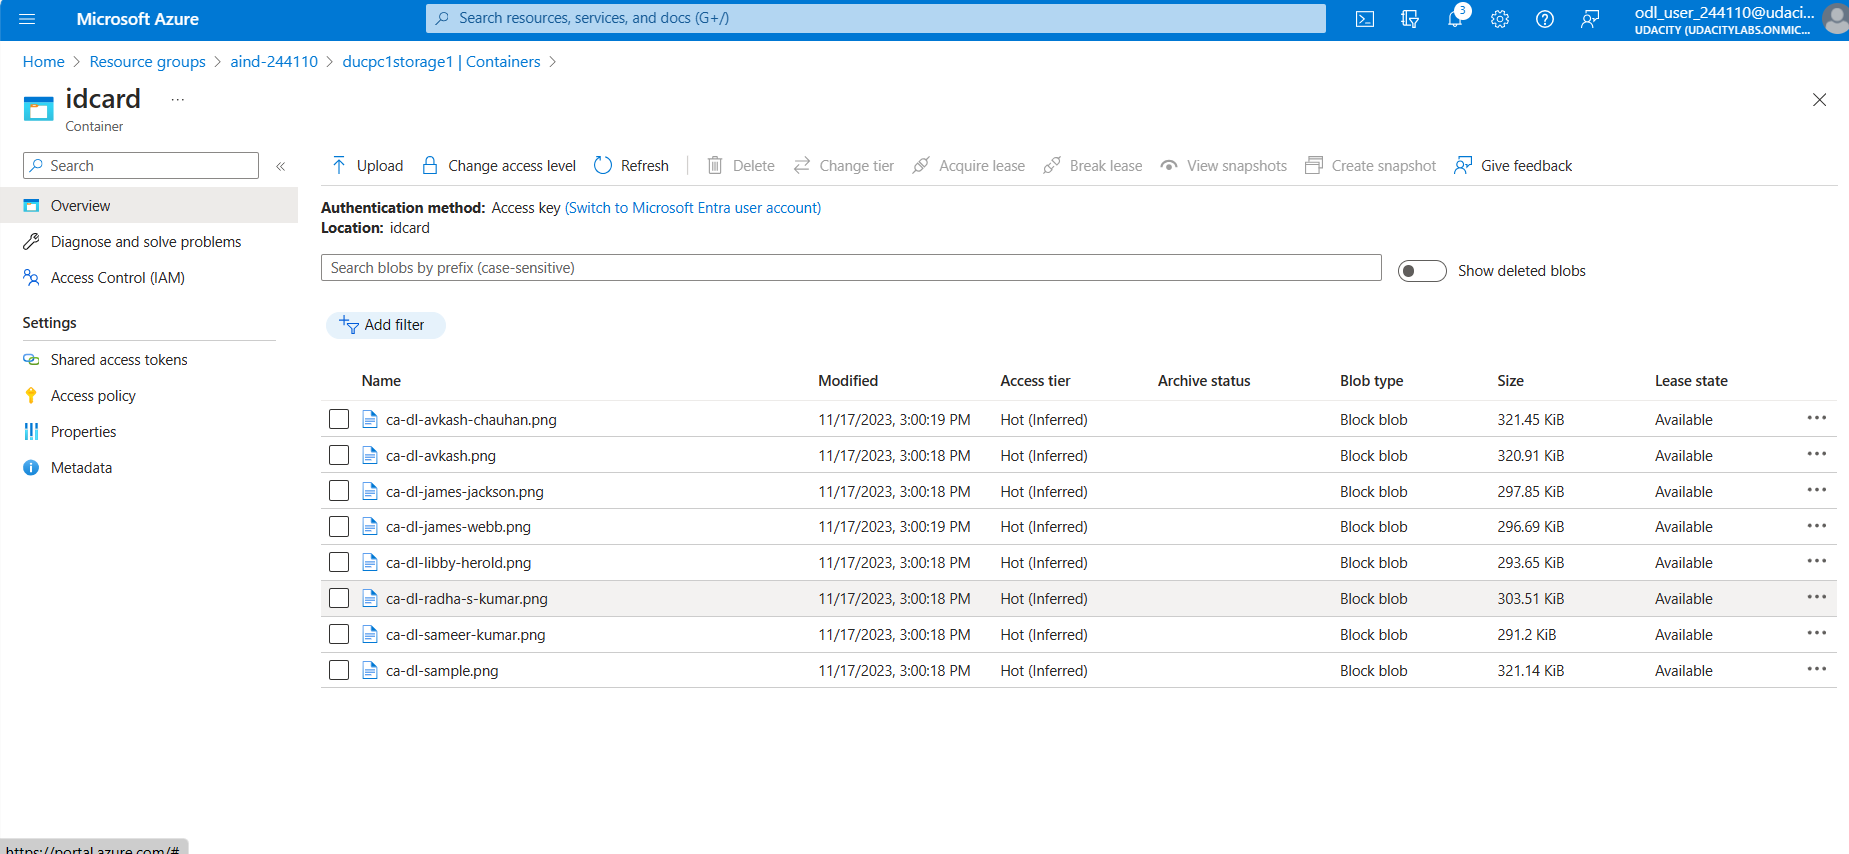 Microsoft Azure
Search resources, services, and docs (G+/)
3
odl_user_244110@udaci...
UDACITY (UDACITYLABS.ONMIC...
Home > Resource groups > aind-244110 > ducpc1storage1 | Containers >
idcard ...
Container
Search
«
Upload Change access level Refresh Delete Change tier Acquire lease Break lease View snapshots Create snapshot Give feedback
Overview
Diagnose and solve problems
Access Control (IAM)
Settings
Shared access tokens
Access policy
Properties
Metadata
Authentication method: Access key (Switch to Microsoft Entra user account)
Location: idcard
Search blobs by prefix (case-sensitive)
Show deleted blobs
Add filter
Name Modified Access tier Archive status Blob type Size Lease state
ca-dl-avkash-chauhan.png 11/17/2023, 3:00:19 PM Hot (Inferred) Block blob 321.45 KiB Available ...
ca-dl-avkash.png 11/17/2023, 3:00:18 PM Hot (Inferred) Block blob 320.91 KiB Available ...
ca-dl-james-jackson.png 11/17/2023, 3:00:18 PM Hot (Inferred) Block blob 297.85 KiB Available ...
ca-dl-james-webb.png 11/17/2023, 3:00:19 PM Hot (Inferred) Block blob 296.69 KiB Available ...
ca-dl-libby-herold.png 11/17/2023, 3:00:18 PM Hot (Inferred) Block blob 293.65 KiB Available ...
ca-dl-radha-s-kumar.png 11/17/2023, 3:00:18 PM Hot (Inferred) Block blob 303.51 KiB Available ...
ca-dl-sameer-kumar.png 11/17/2023, 3:00:18 PM Hot (Inferred) Block blob 291.2 KiB Available ...
ca-dl-sample.png 11/17/2023, 3:00:18 PM Hot (Inferred) Block blob 321.14 KiB Available ...
https://portal.azure.com/#